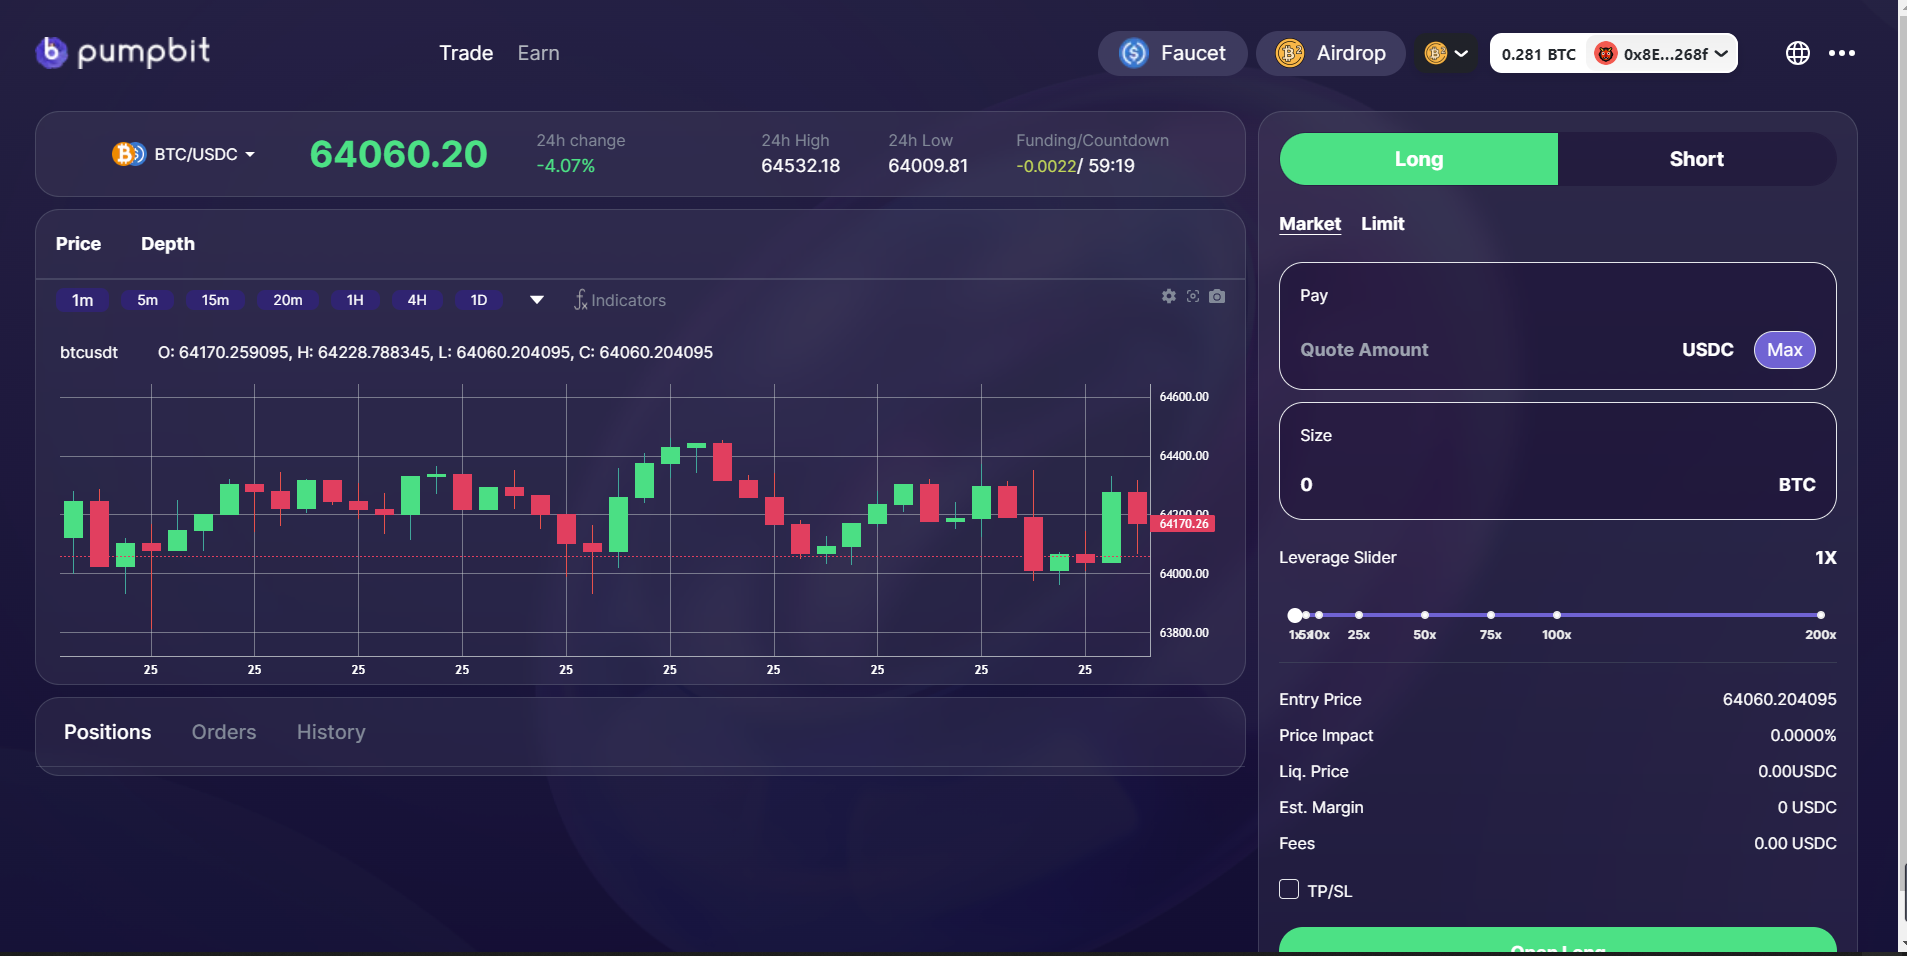 pumpbit
Trade Earn
Faucet Airdrop 0.281 BTC 0x8E...268f
BTC/USDC 64060.20
24h change
-4.07%
24h High
64532.18
24h Low
64009.81
Funding/Countdown
-0.0022/ 59:19
Price Depth
1m 5m 15m 20m 1H 4H 1D fx Indicators
btcusdt O: 64170.259095, H: 64228.788345, L: 64060.204095, C: 64060.204095
64600.00
64400.00
64200.00
64170.26
64000.00
63800.00
25 25 25 25 25 25 25 25 25 25
Positions Orders History
Long Short
Market Limit
Pay
Quote Amount USDC Max
Size
0 BTC
Leverage Slider 1X
1x 5x 10x 25x 50x 75x 100x 200x
Entry Price 64060.204095
Price Impact 0.0000%
Liq. Price 0.00USDC
Est. Margin 0 USDC
Fees 0.00 USDC
TP/SL
Open Long